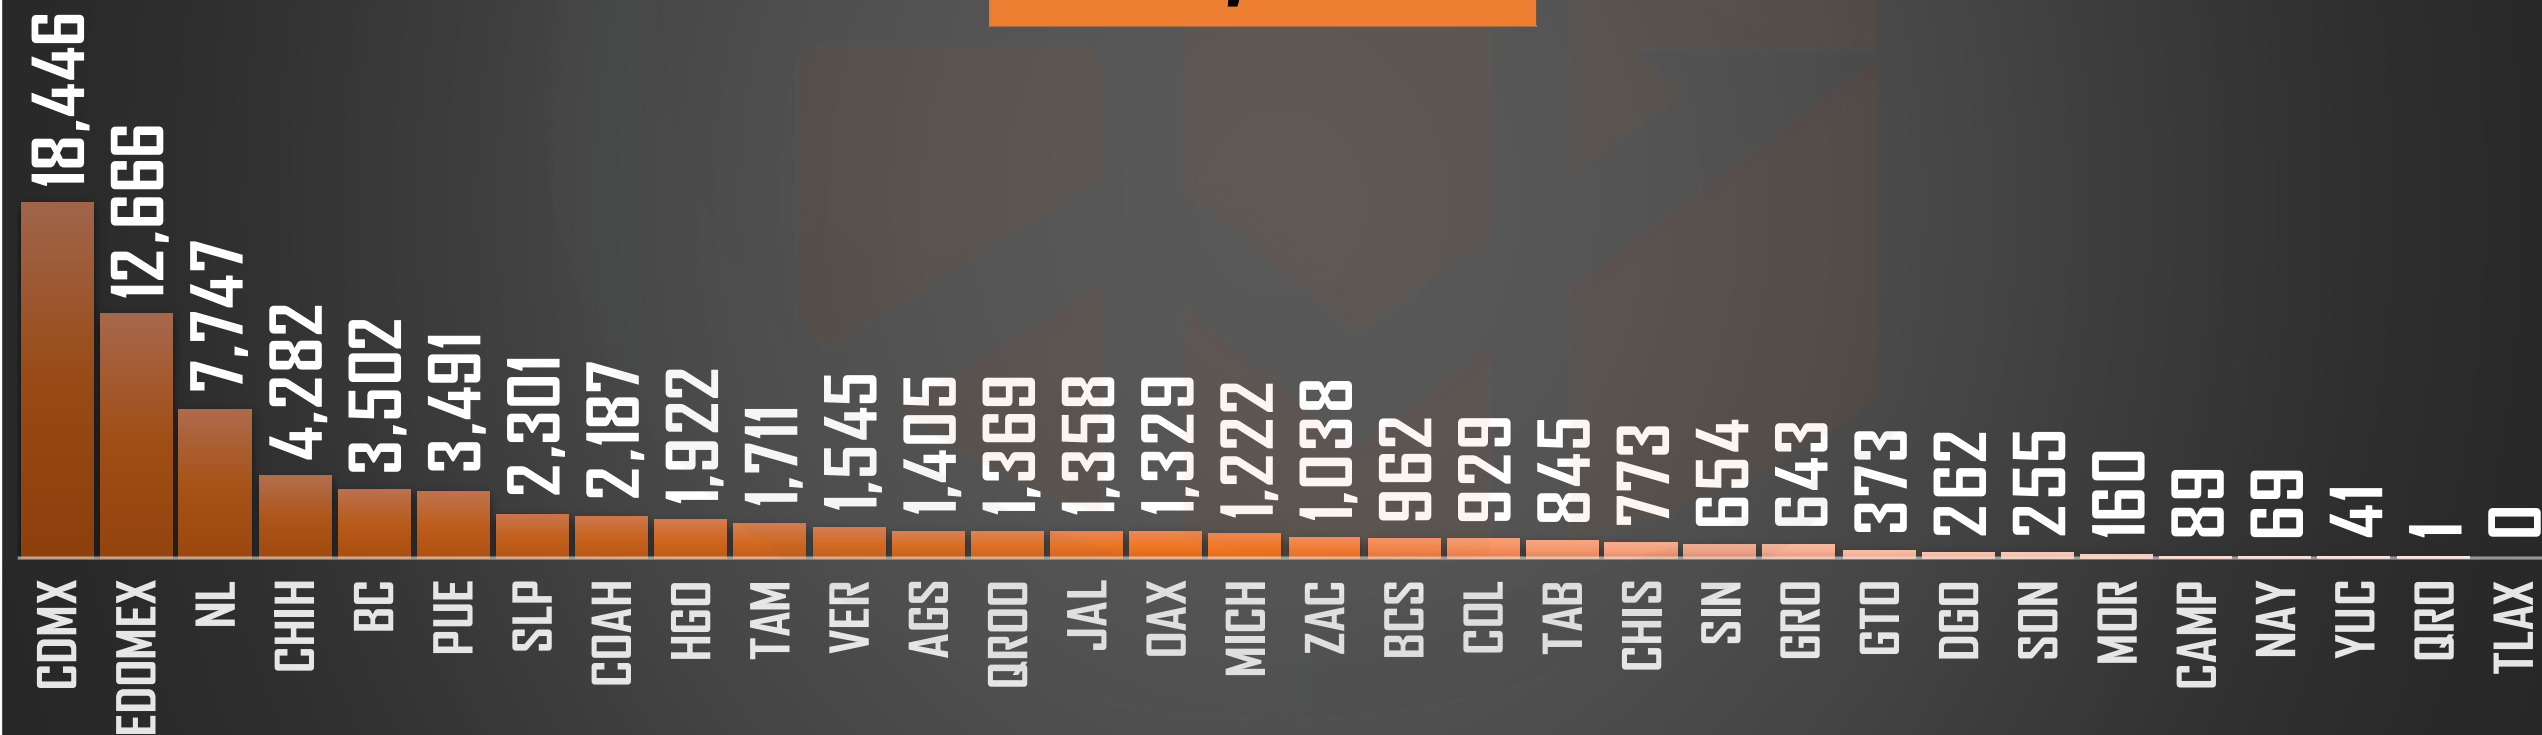 18,446
12,666
7,747
4,282
3,502
3,491
2,301
2,187
1,922
1,711
1,545
1,405
1,369
1,358
1,329
1,222
1,038
962
929
845
773
654
643
373
262
255
160
89
69
41
1
0
CDMX
EDOMEX
NL
CHIH
BC
PUE
SLP
COAH
HGO
TAM
VER
AGS
QROO
JAL
OAX
MICH
ZAC
BCS
COL
TAB
CHIS
SIN
GRO
GTO
DGO
SON
MOR
CAMP
NAY
YUC
QRO
TLAX